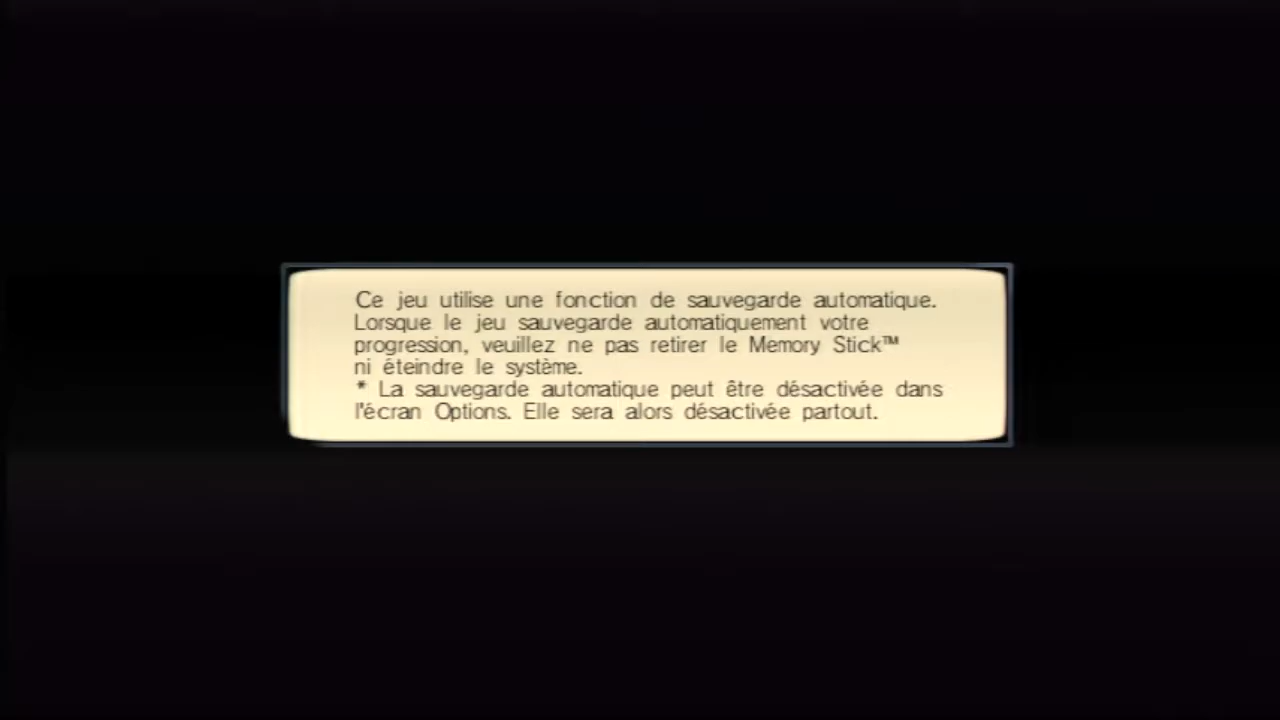 Ce jeu utilise une fonction de sauvegarde automatique.
Lorsque le jeu sauvegarde automatiquement votre
progression, veuillez ne pas retirer le Memory Stick™
ni éteindre le système.
* La sauvegarde automatique peut être désactivée dans
l'écran Options. Elle sera alors désactivée partout.